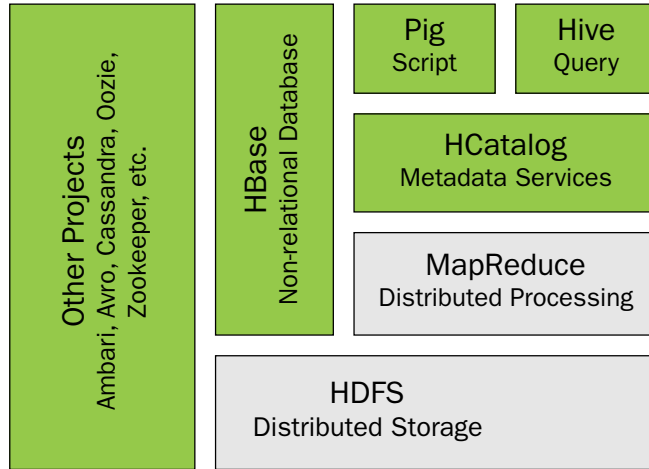 Other Projects
Ambari, Avro, Cassandra, Oozie,
Zookeeper, etc.
HBase
Non-relational Database
Pig
Script
Hive
Query
HCatalog
Metadata Services
MapReduce
Distributed Processing
HDFS
Distributed Storage